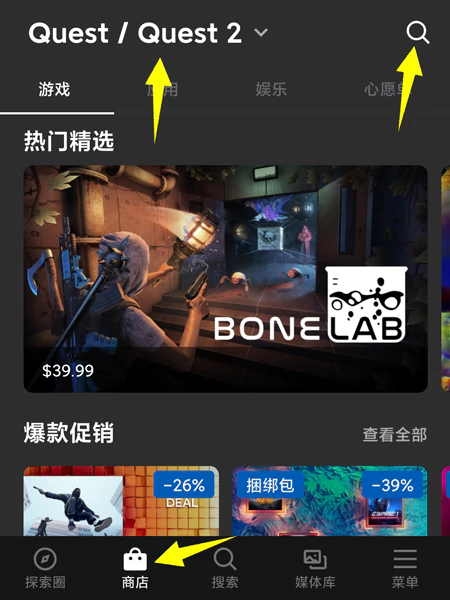 Quest / Quest 2
游戏
应用
娱乐
心愿单
热门精选
BONELAB
$39.99
爆款促销
查看全部
-26%
DEAL
捆绑包
-39%
探索圈
商店
搜索
媒体库
菜单